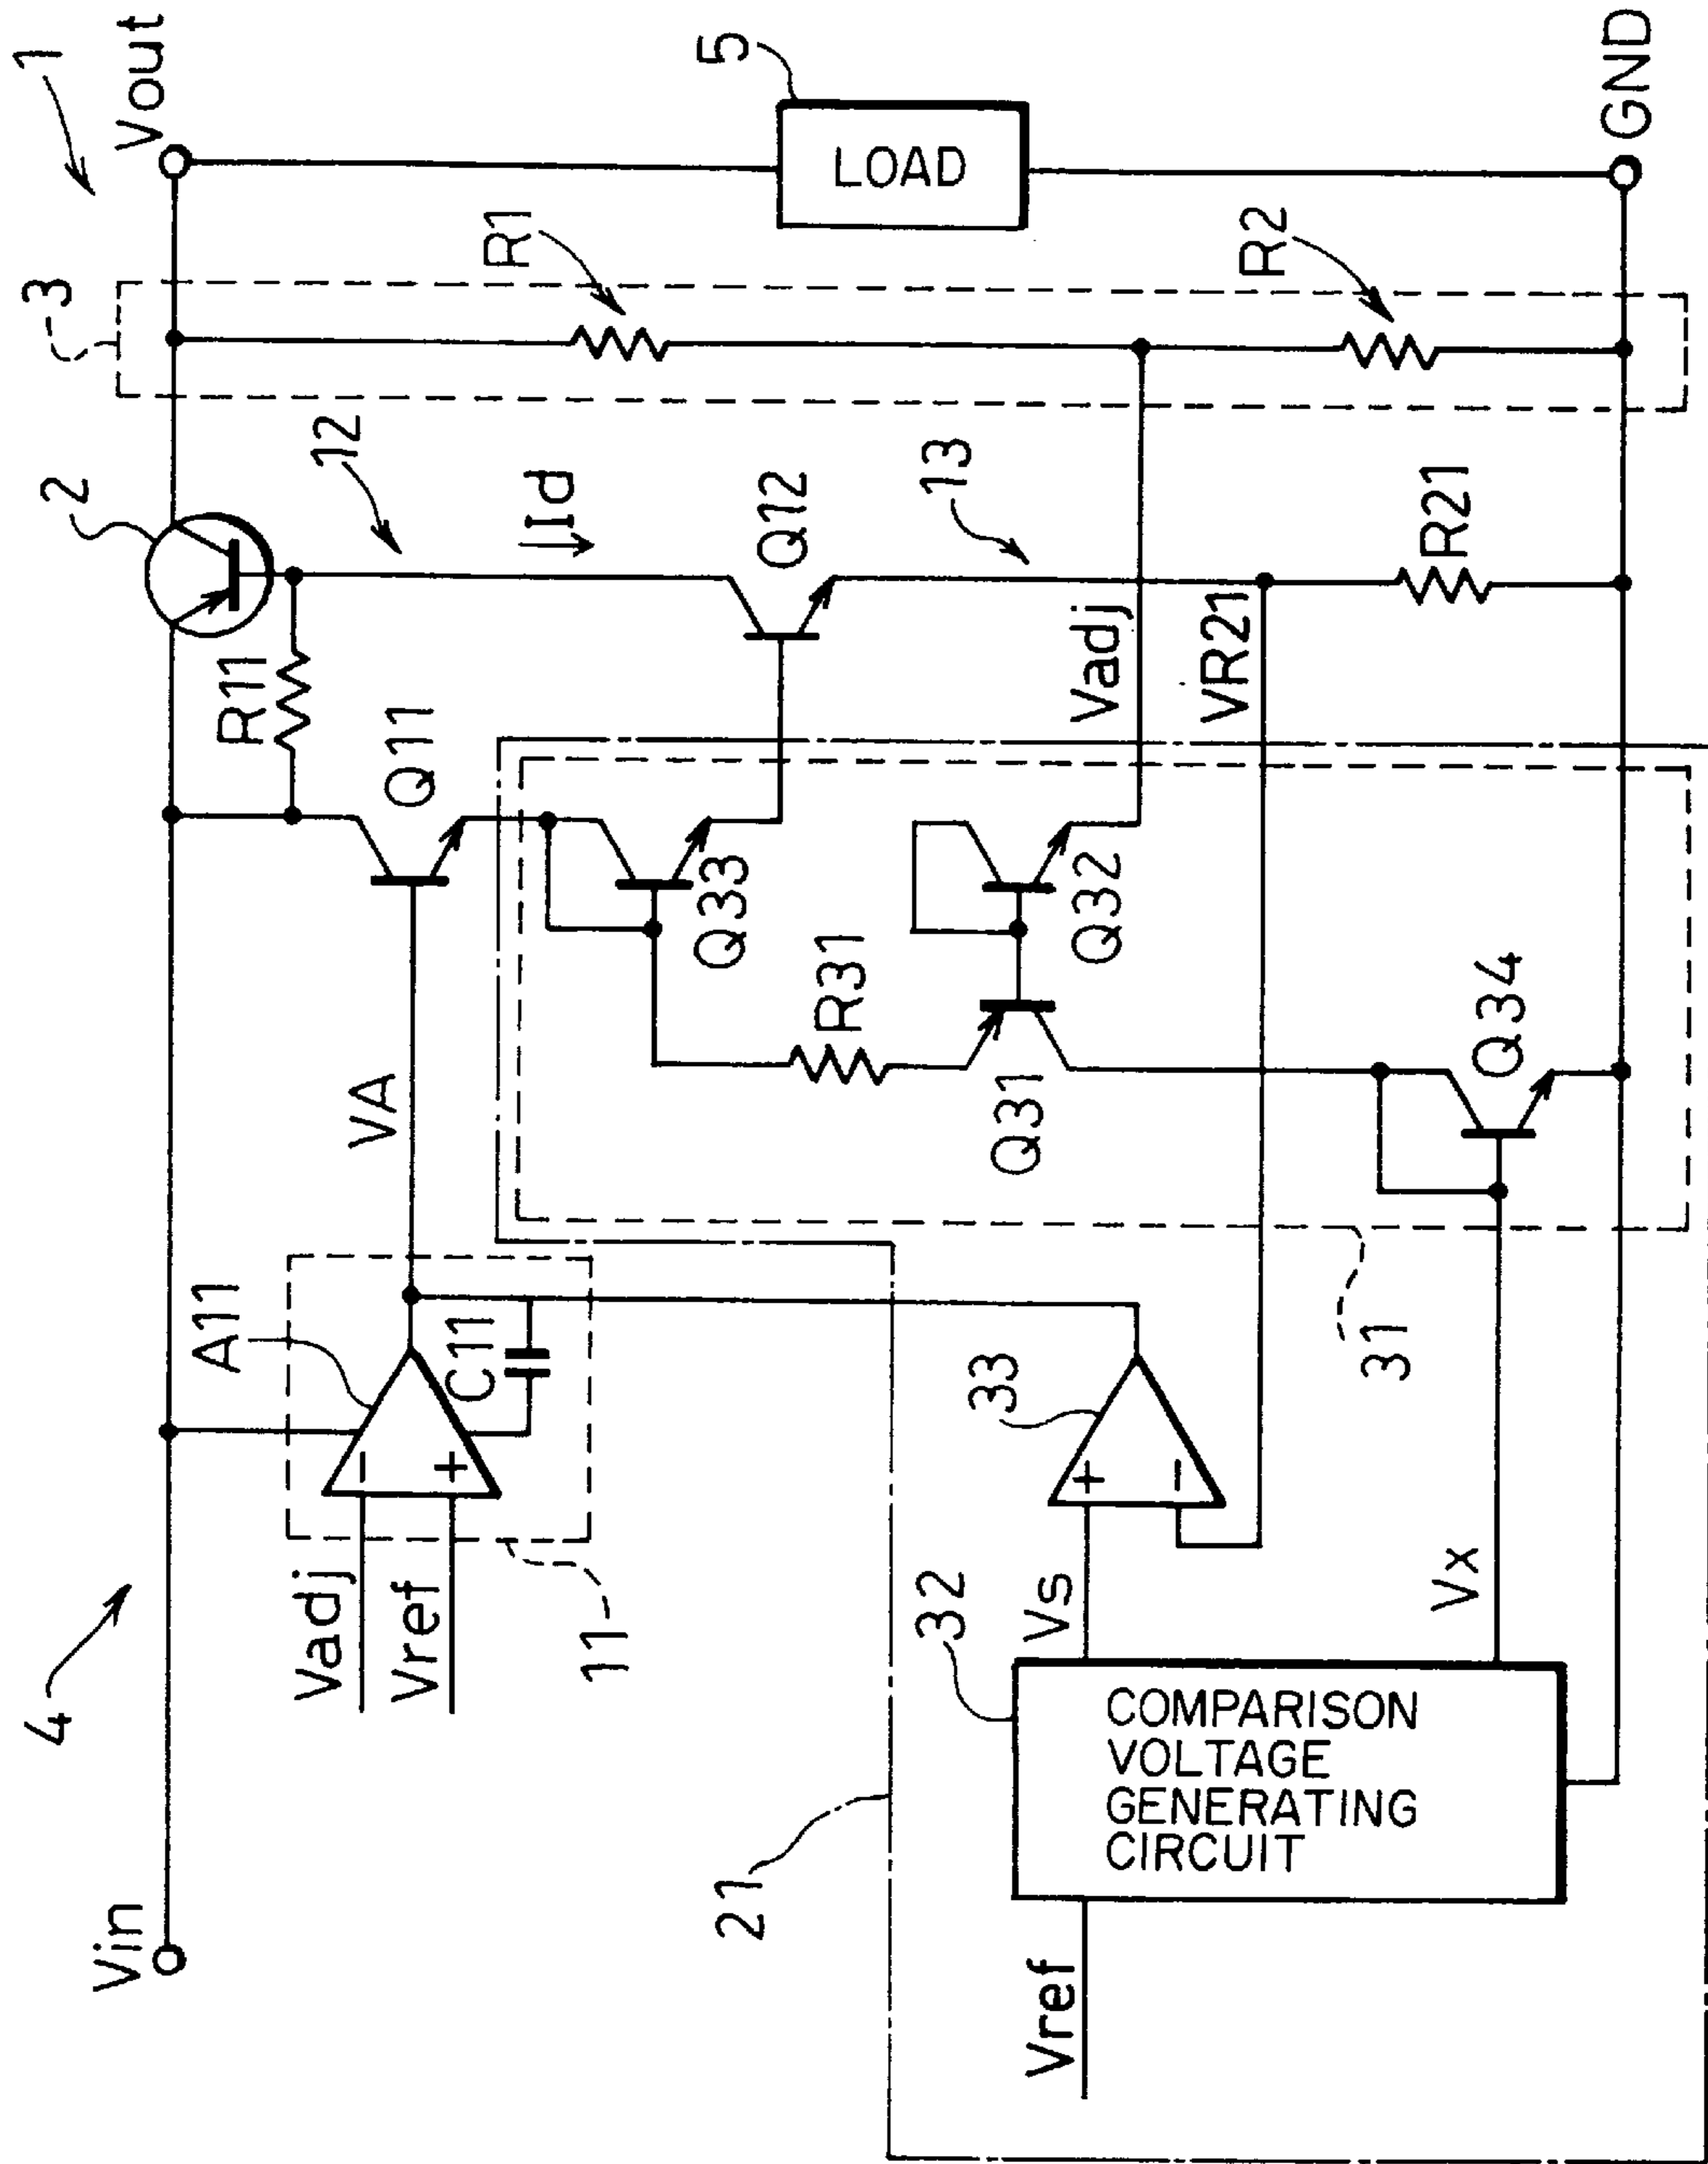 1
Vin
4
2
3
Vout
A11
Vadj
Vref
11
C11
VA
Q11
R11
12
Id
R1
5
LOAD
Q33
Q12
R31
Q32
Q31
13
Vadj
VR21
R2
R21
GND
21
33
+
−
−
+
Vs
32
Vref
COMPARISON
VOLTAGE
GENERATING
CIRCUIT
Vx
31
Q34